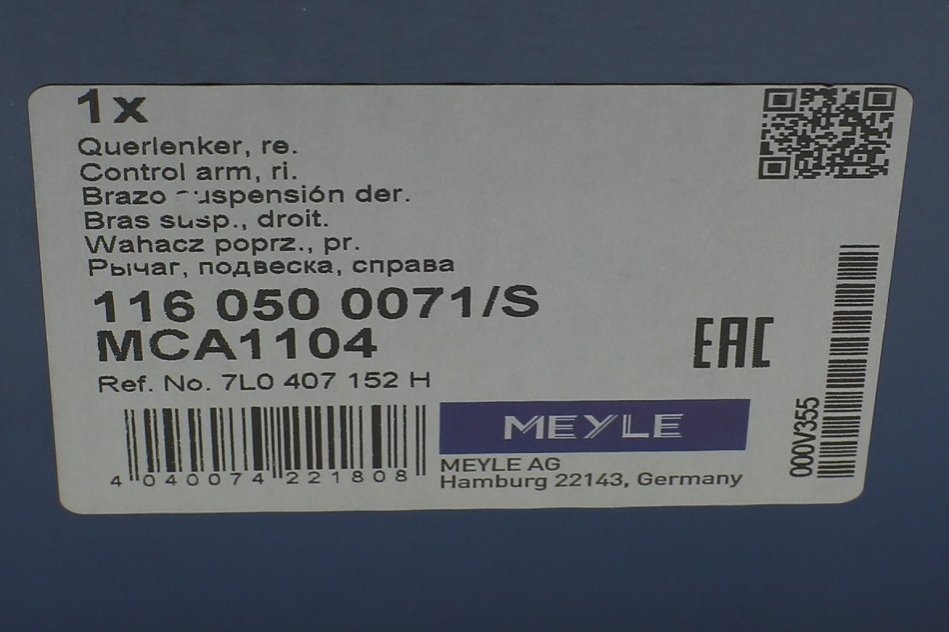 1x
Querlenker, re.
Control arm, ri.
Brazo suspensión der.
Bras susp., droit.
Wahacz poprz., pr.
Рычаг, подвеска, справа
116 050 0071/S
MCA1104
Ref. No. 7L0 407 152 H
EAC
4 040074 221808
MEYLE
MEYLE AG
Hamburg 22143, Germany
000V355